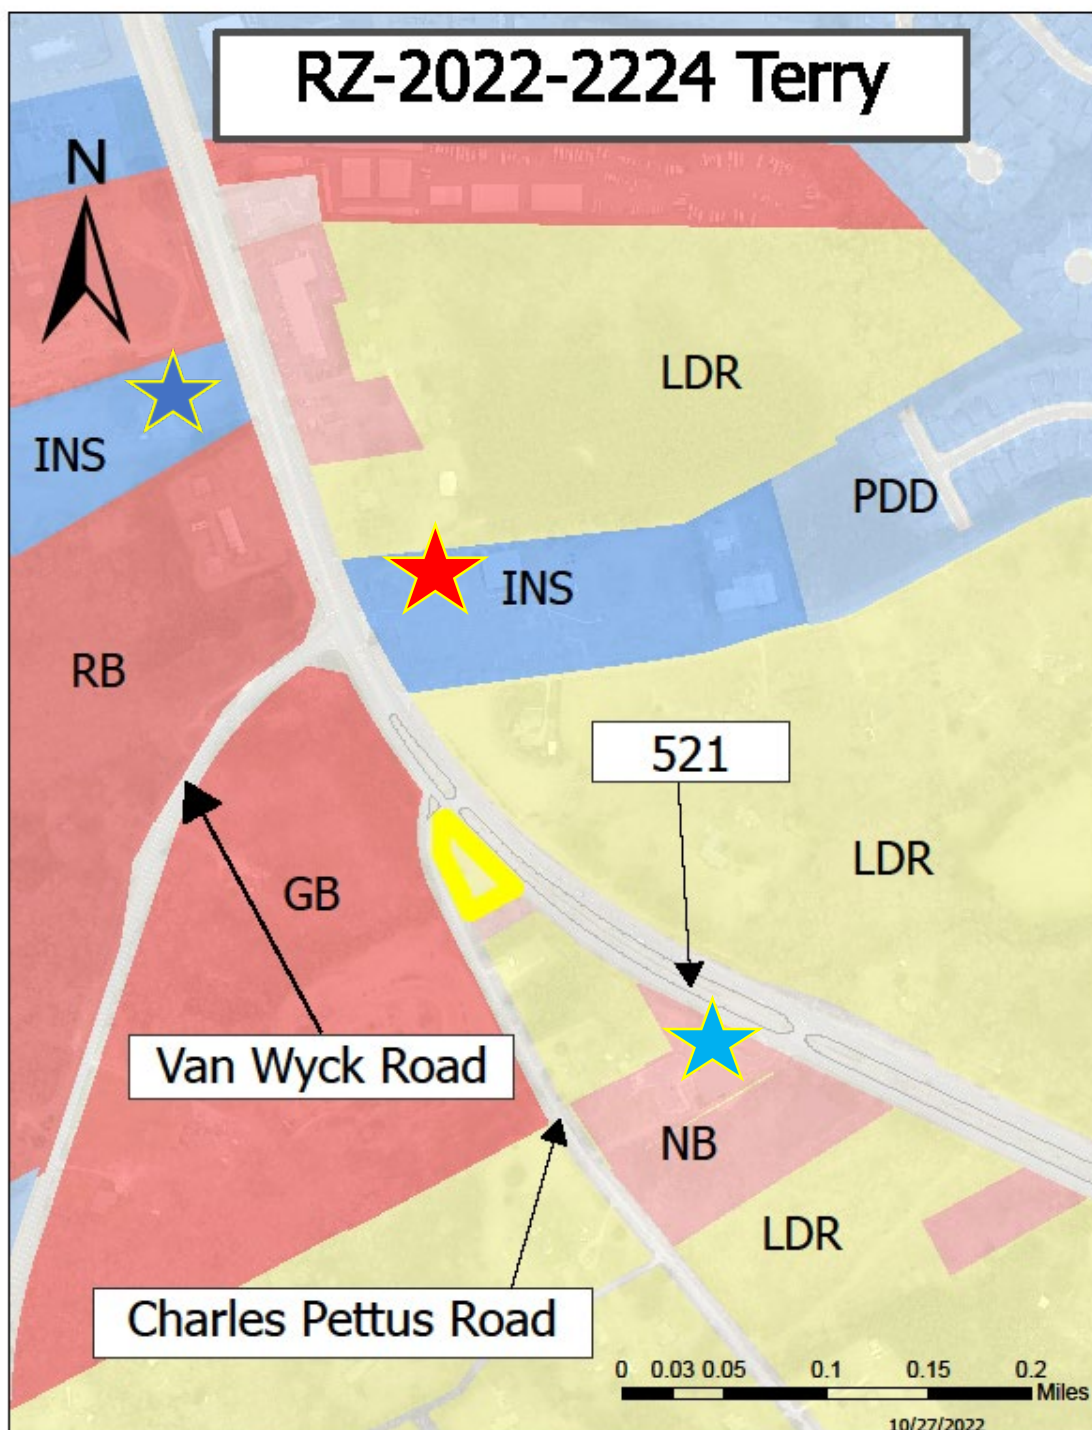 RZ-2022-2224 Terry
N
LDR
INS
PDD
INS
RB
521
LDR
GB
Van Wyck Road
NB
LDR
Charles Pettus Road
0 0.03 0.05 0.1 0.15 0.2
Miles
10/27/2022